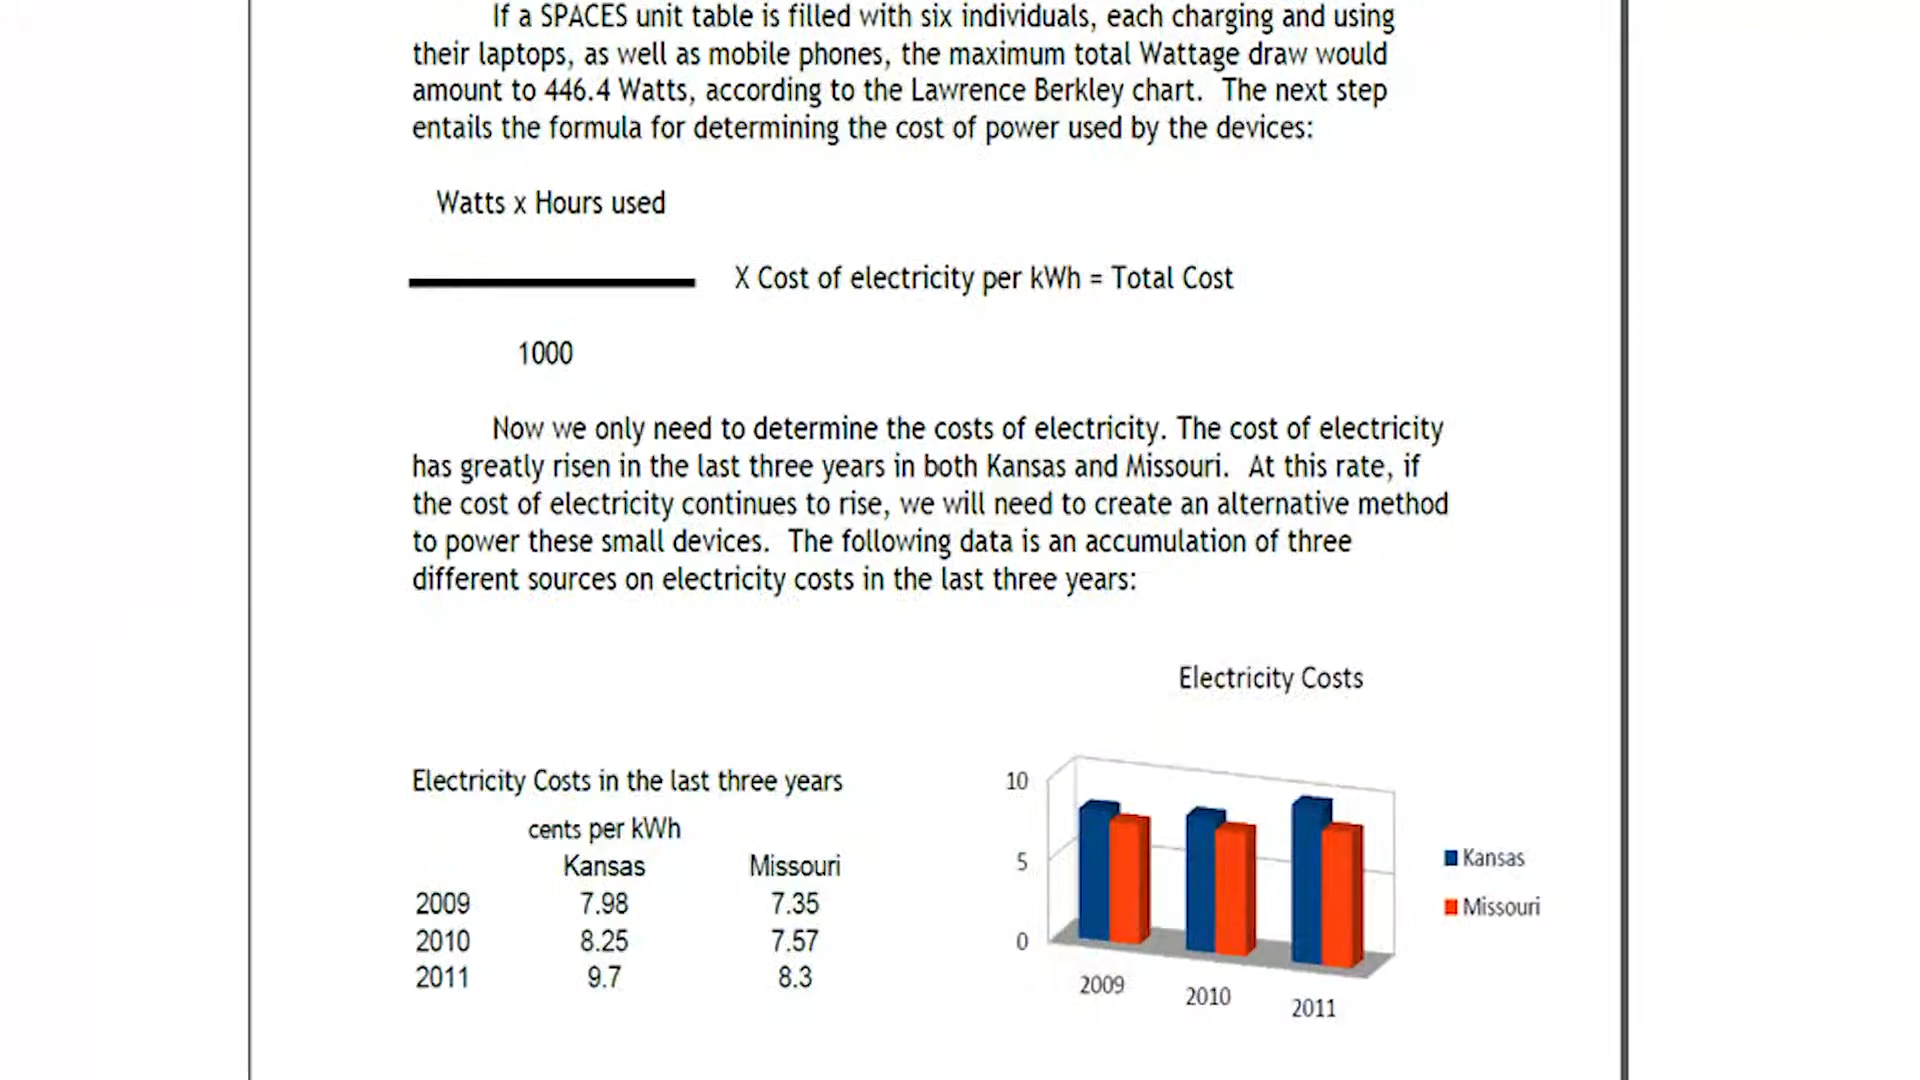 If a SPACES unit table is filled with six individuals, each charging and using
their laptops, as well as mobile phones, the maximum total Wattage draw would
amount to 446.4 Watts, according to the Lawrence Berkley chart.  The next step
entails the formula for determining the cost of power used by the devices:
Watts x Hours used
X Cost of electricity per kWh = Total Cost
1000
Now we only need to determine the costs of electricity. The cost of electricity
has greatly risen in the last three years in both Kansas and Missouri.  At this rate, if
the cost of electricity continues to rise, we will need to create an alternative method
to power these small devices.  The following data is an accumulation of three
different sources on electricity costs in the last three years:
Electricity Costs in the last three years
cents per kWh
Kansas Missouri
2009 7.98 7.35
2010 8.25 7.57
2011 9.7 8.3
Electricity Costs
10
5
0
2009
2010
2011
Kansas
Missouri